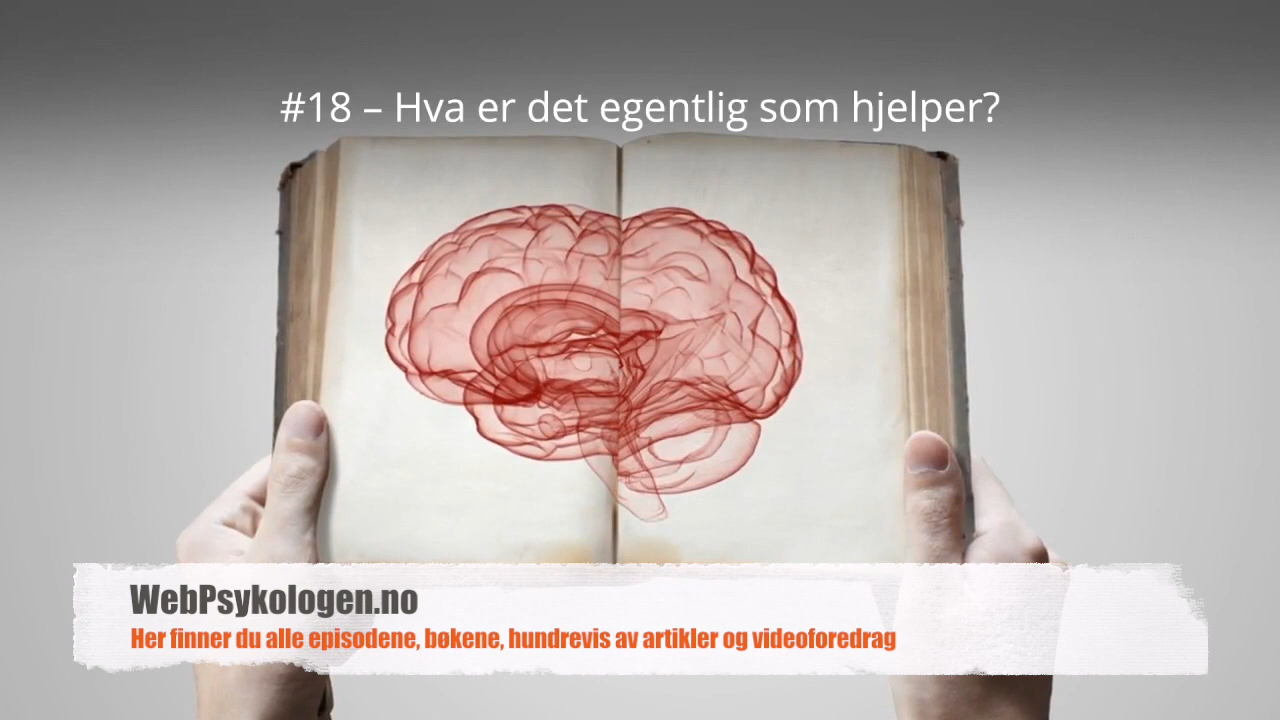 #18 – Hva er det egentlig som hjelper?
WebPsykologen.no
Her finner du alle episodene, bøkene, hundrevis av artikler og videoforedrag